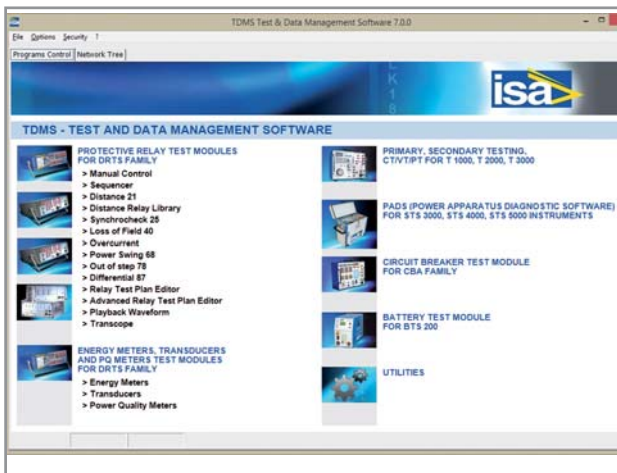 TDMS Test & Data Management Software 7.0.0
File Options Security ?
Programs Control Network Tree
isa
TDMS - TEST AND DATA MANAGEMENT SOFTWARE
PROTECTIVE RELAY TEST MODULES
FOR DRTS FAMILY
> Manual Control
> Sequencer
> Distance 21
> Distance Relay Library
> Synchrocheck 25
> Loss of Field 40
> Overcurrent
> Power Swing 68
> Out of step 78
> Differential 87
> Relay Test Plan Editor
> Advanced Relay Test Plan Editor
> Playback Waveform
> Transcope
ENERGY METERS, TRANSDUCERS
AND PQ METERS TEST MODULES
FOR DRTS FAMILY
> Energy Meters
> Transducers
> Power Quality Meters
PRIMARY, SECONDARY TESTING,
CT/VT/PT FOR T 1000, T 2000, T 3000
PADS (POWER APPARATUS DIAGNOSTIC SOFTWARE)
FOR STS 3000, STS 4000, STS 5000 INSTRUMENTS
CIRCUIT BREAKER TEST MODULE
FOR CBA FAMILY
BATTERY TEST MODULE
FOR BTS 200
UTILITIES